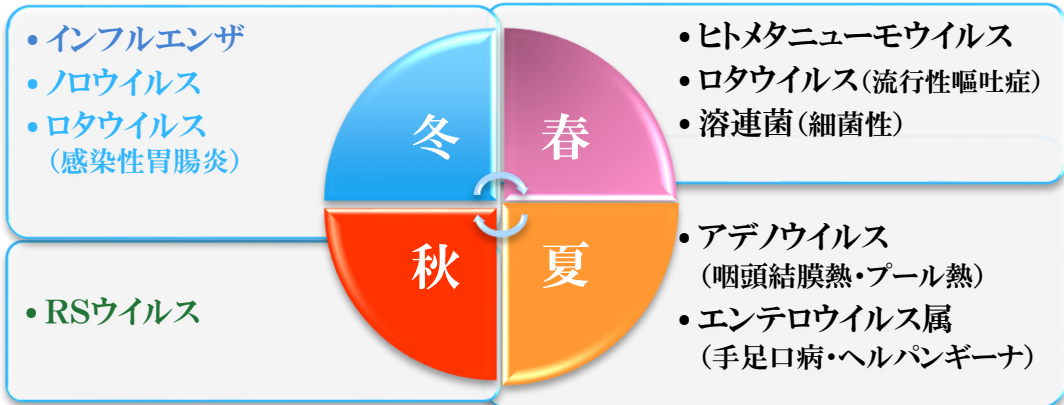 • インフルエンザ
• ノロウイルス
• ロタウイルス
（感染性胃腸炎）
冬
春
• ヒトメタニューモウイルス
• ロタウイルス（流行性嘔吐症）
• 溶連菌（細菌性）
• RSウイルス
秋
夏
• アデノウイルス
（咽頭結膜熱・プール熱）
• エンテロウイルス属
（手足口病・ヘルパンギーナ）